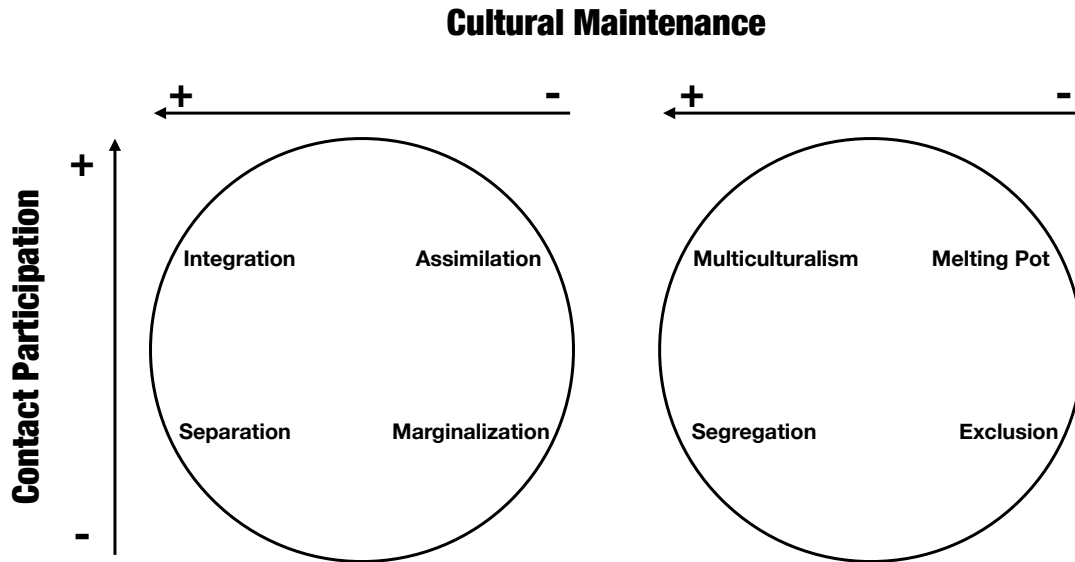 Cultural Maintenance
+ -
+ -
+
Contact Participation
-
Integration Assimilation
Separation Marginalization
Multiculturalism Melting Pot
Segregation Exclusion